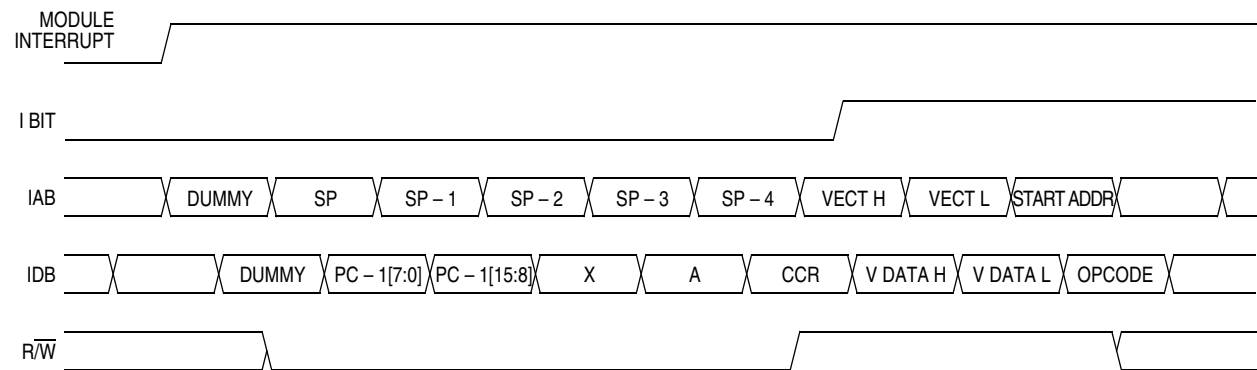 MODULE
INTERRUPT
I BIT
IAB DUMMY SP SP – 1 SP – 2 SP – 3 SP – 4 VECT H VECT L START ADDR
IDB DUMMY PC – 1[7:0] PC – 1[15:8] X A CCR V DATA H V DATA L OPCODE
R/W̅